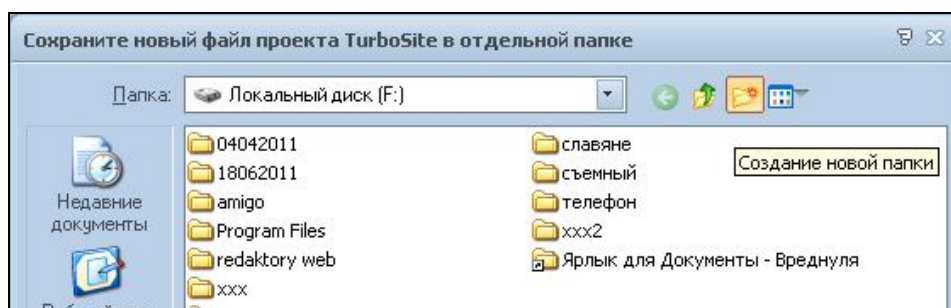 Сохраните новый файл проекта TurboSite в отдельной папке
Папка:
Локальный диск (F:)
Недавние
документы
04042011
18062011
amigo
Program Files
redaktory web
xxx
славяне
съемный
телефон
xxx2
Ярлык для Документы - Вреднуля
Создание новой папки